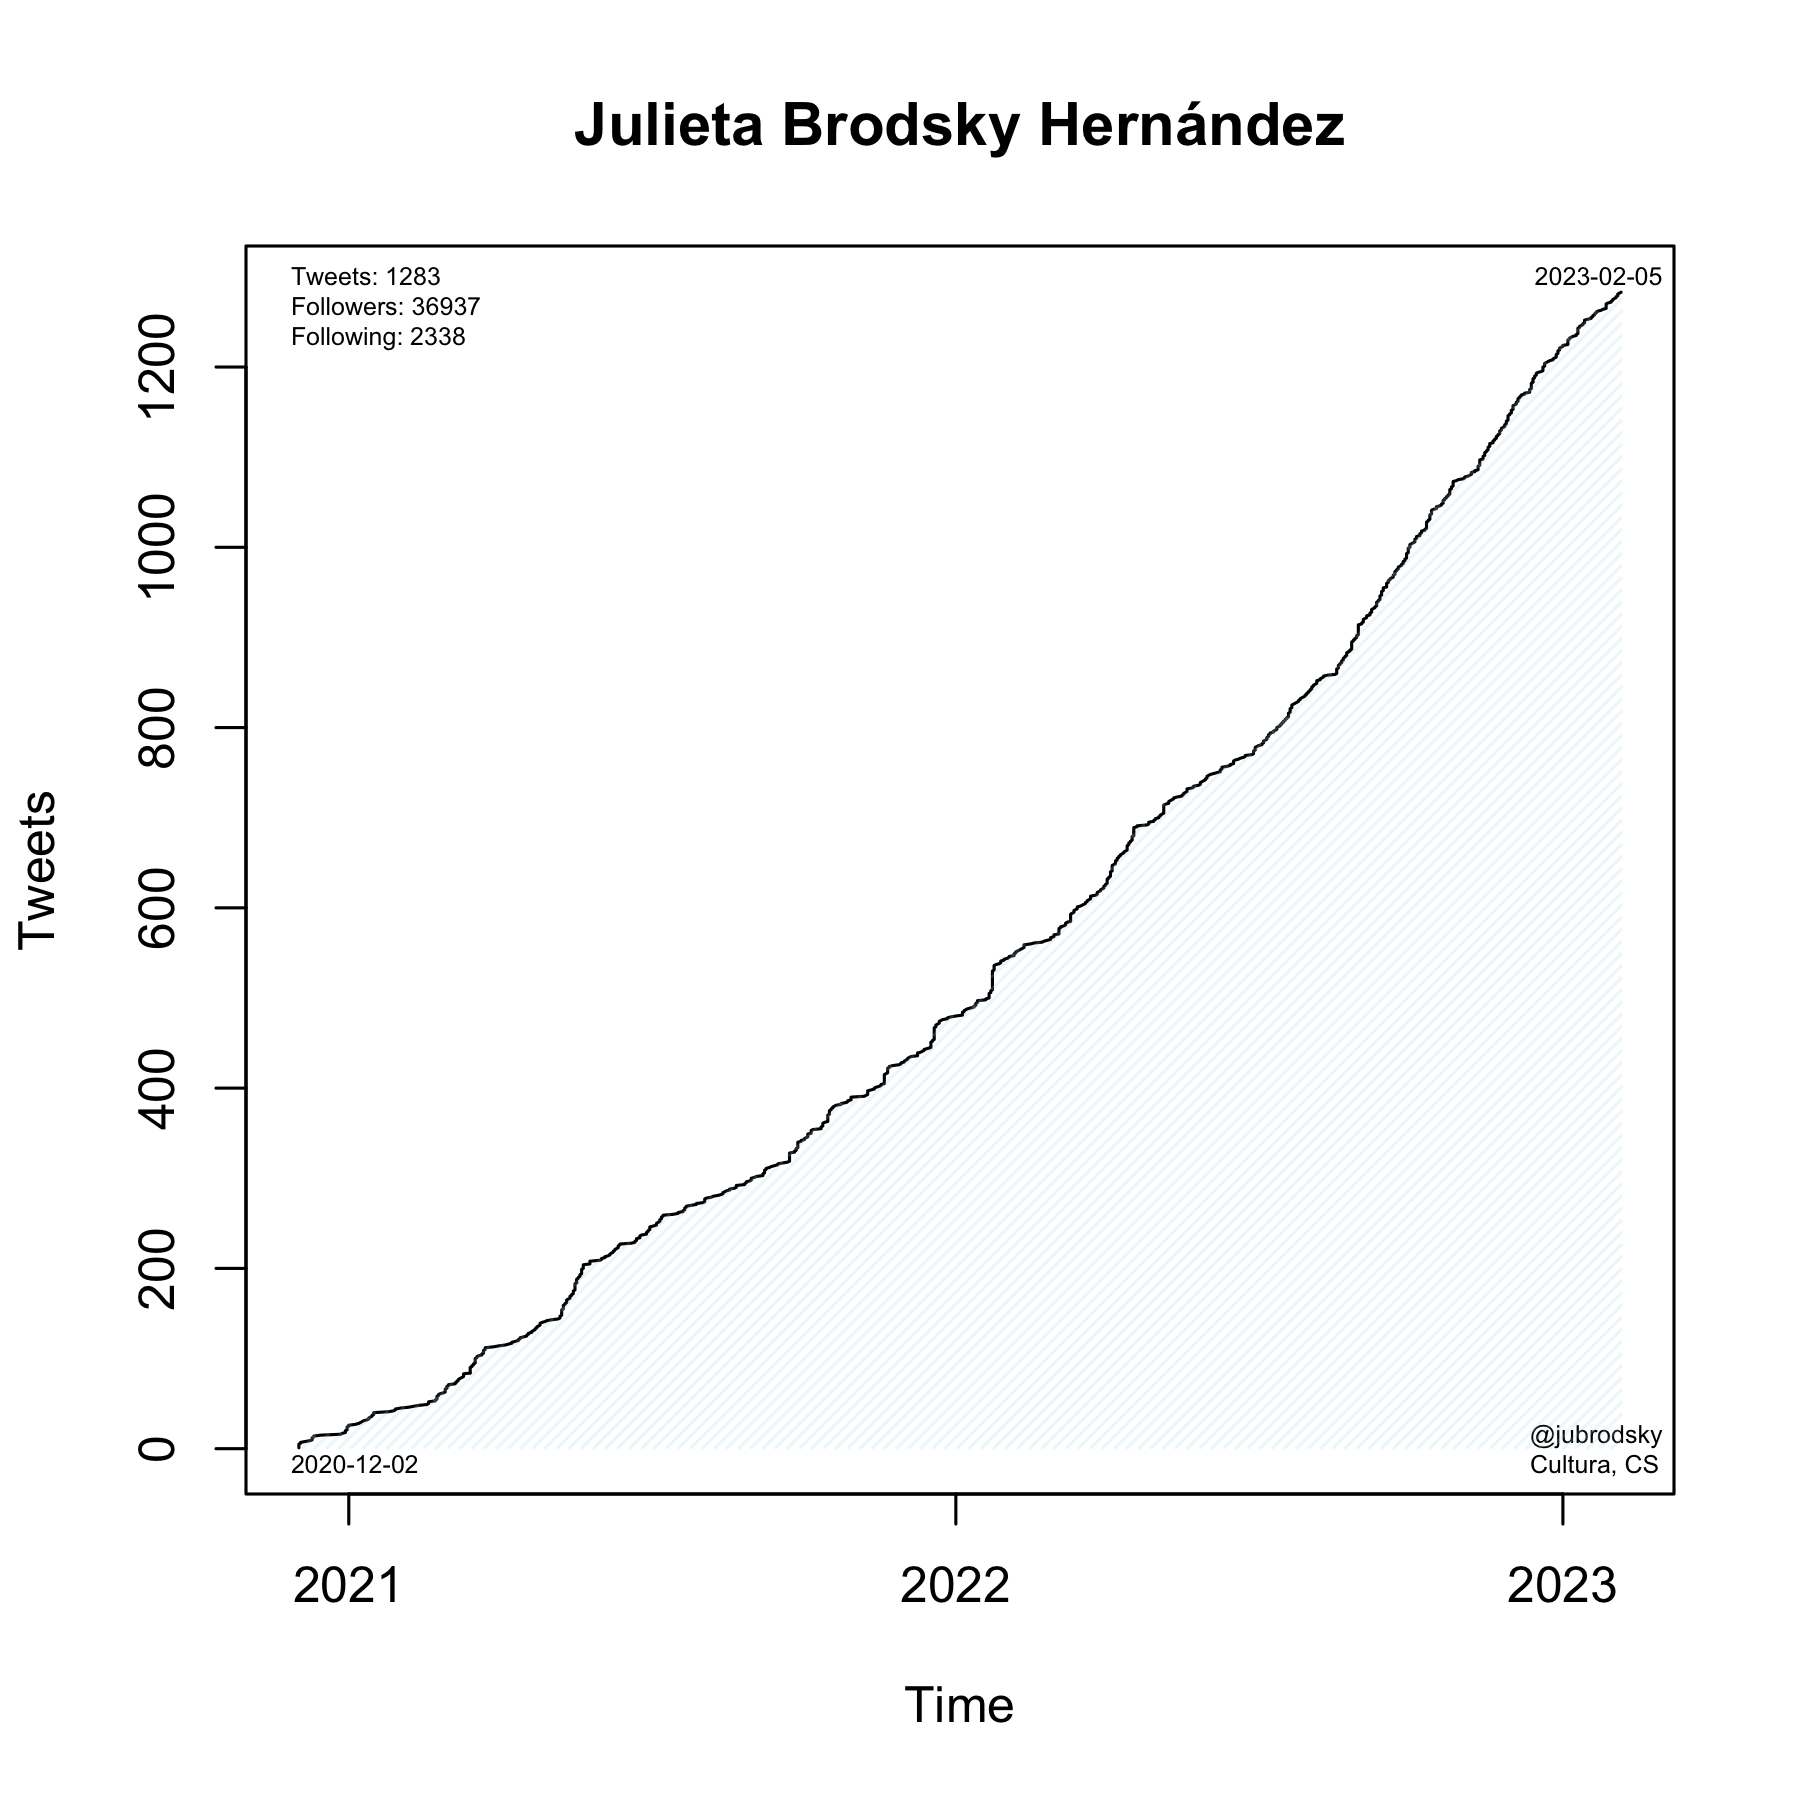 Julieta Brodsky Hernández
Tweets: 1283
Followers: 36937
Following: 2338
2023-02-05
1200
1000
800
600
400
200
0
Tweets
2020-12-02
@jubrodsky
Cultura, CS
2021
2022
2023
Time